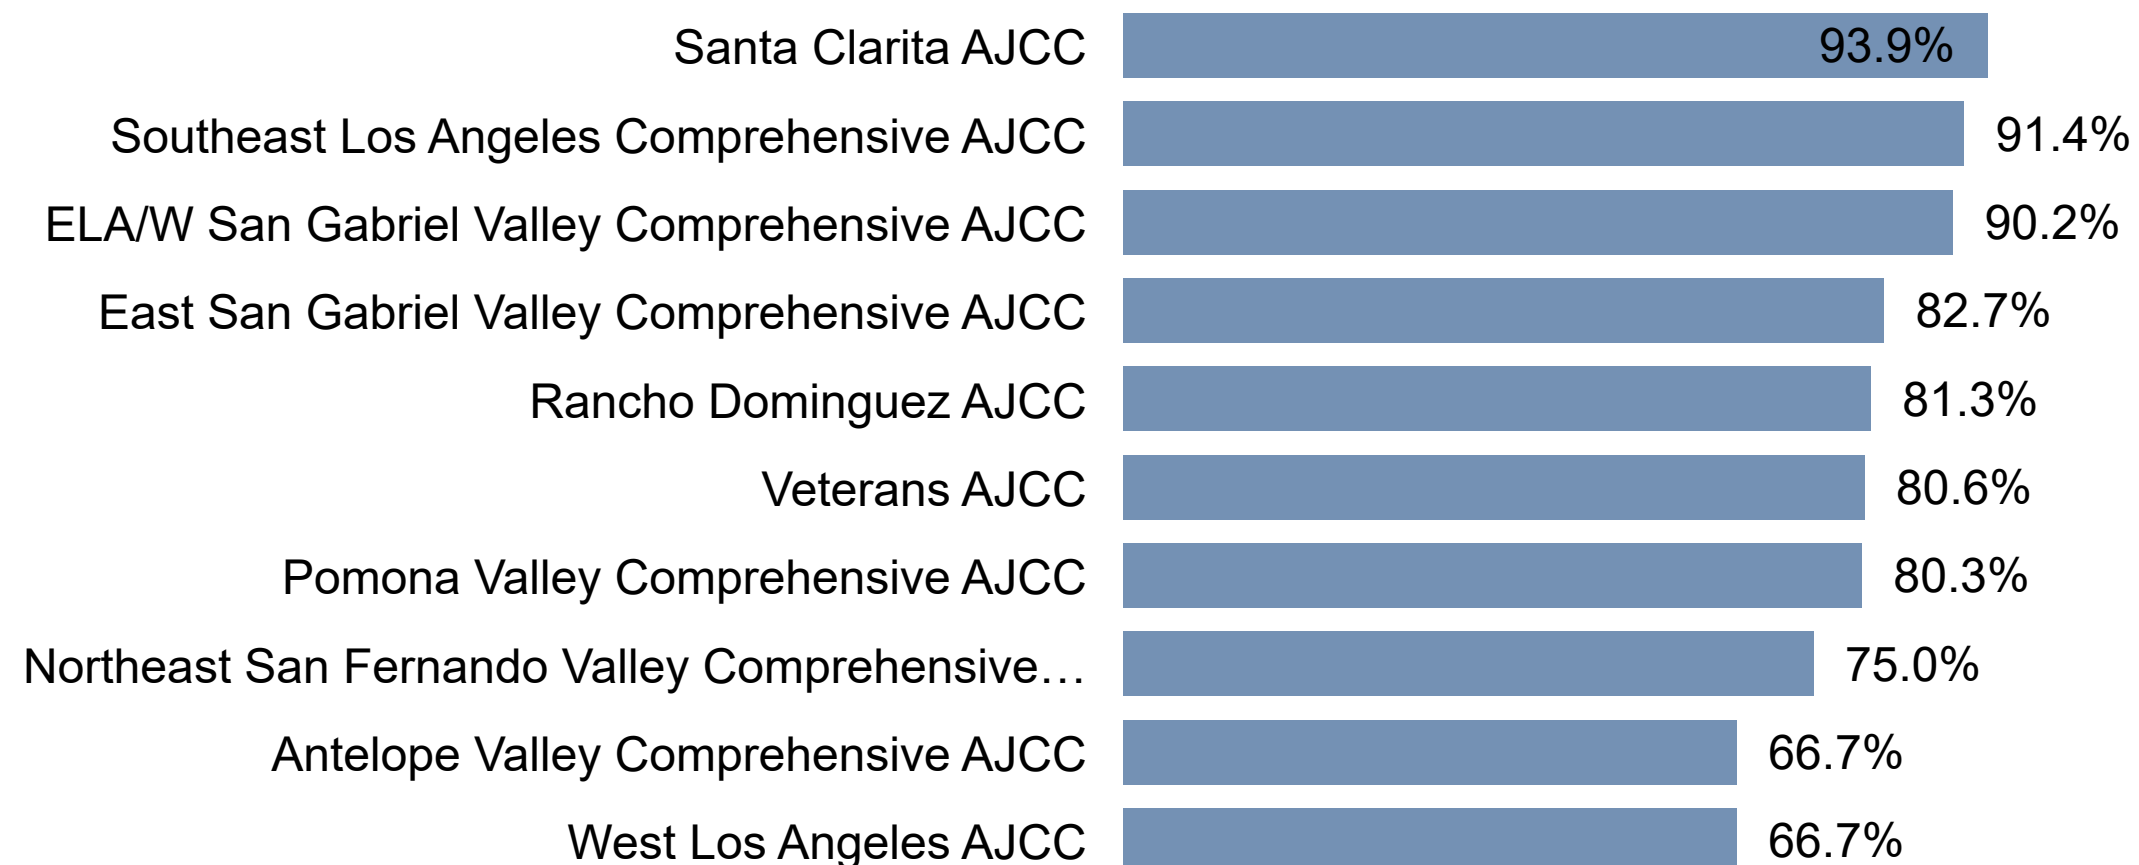 Santa Clarita AJCC 93.9%
Southeast Los Angeles Comprehensive AJCC 91.4%
ELA/W San Gabriel Valley Comprehensive AJCC 90.2%
East San Gabriel Valley Comprehensive AJCC 82.7%
Rancho Dominguez AJCC 81.3%
Veterans AJCC 80.6%
Pomona Valley Comprehensive AJCC 80.3%
Northeast San Fernando Valley Comprehensive… 75.0%
Antelope Valley Comprehensive AJCC 66.7%
West Los Angeles AJCC 66.7%